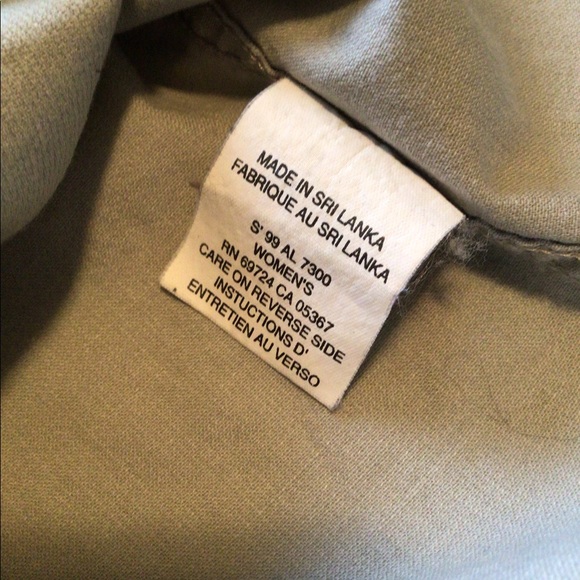 MADE IN SRI LANKA
FABRIQUE AU SRI LANKA
S' 99 AL 7300
WOMEN'S
RN 69724 CA 05367
CARE ON REVERSE SIDE
INSTUCTIONS D'
ENTRETIEN AU VERSO